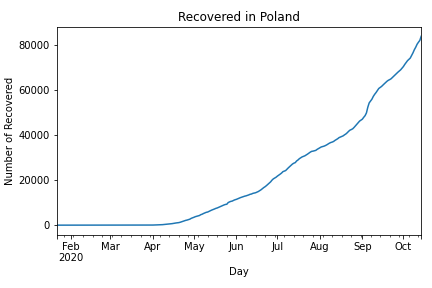 Recovered in Poland
Number of Recovered
80000
60000
40000
20000
0
Feb Mar Apr May Jun Jul Aug Sep Oct
2020
Day